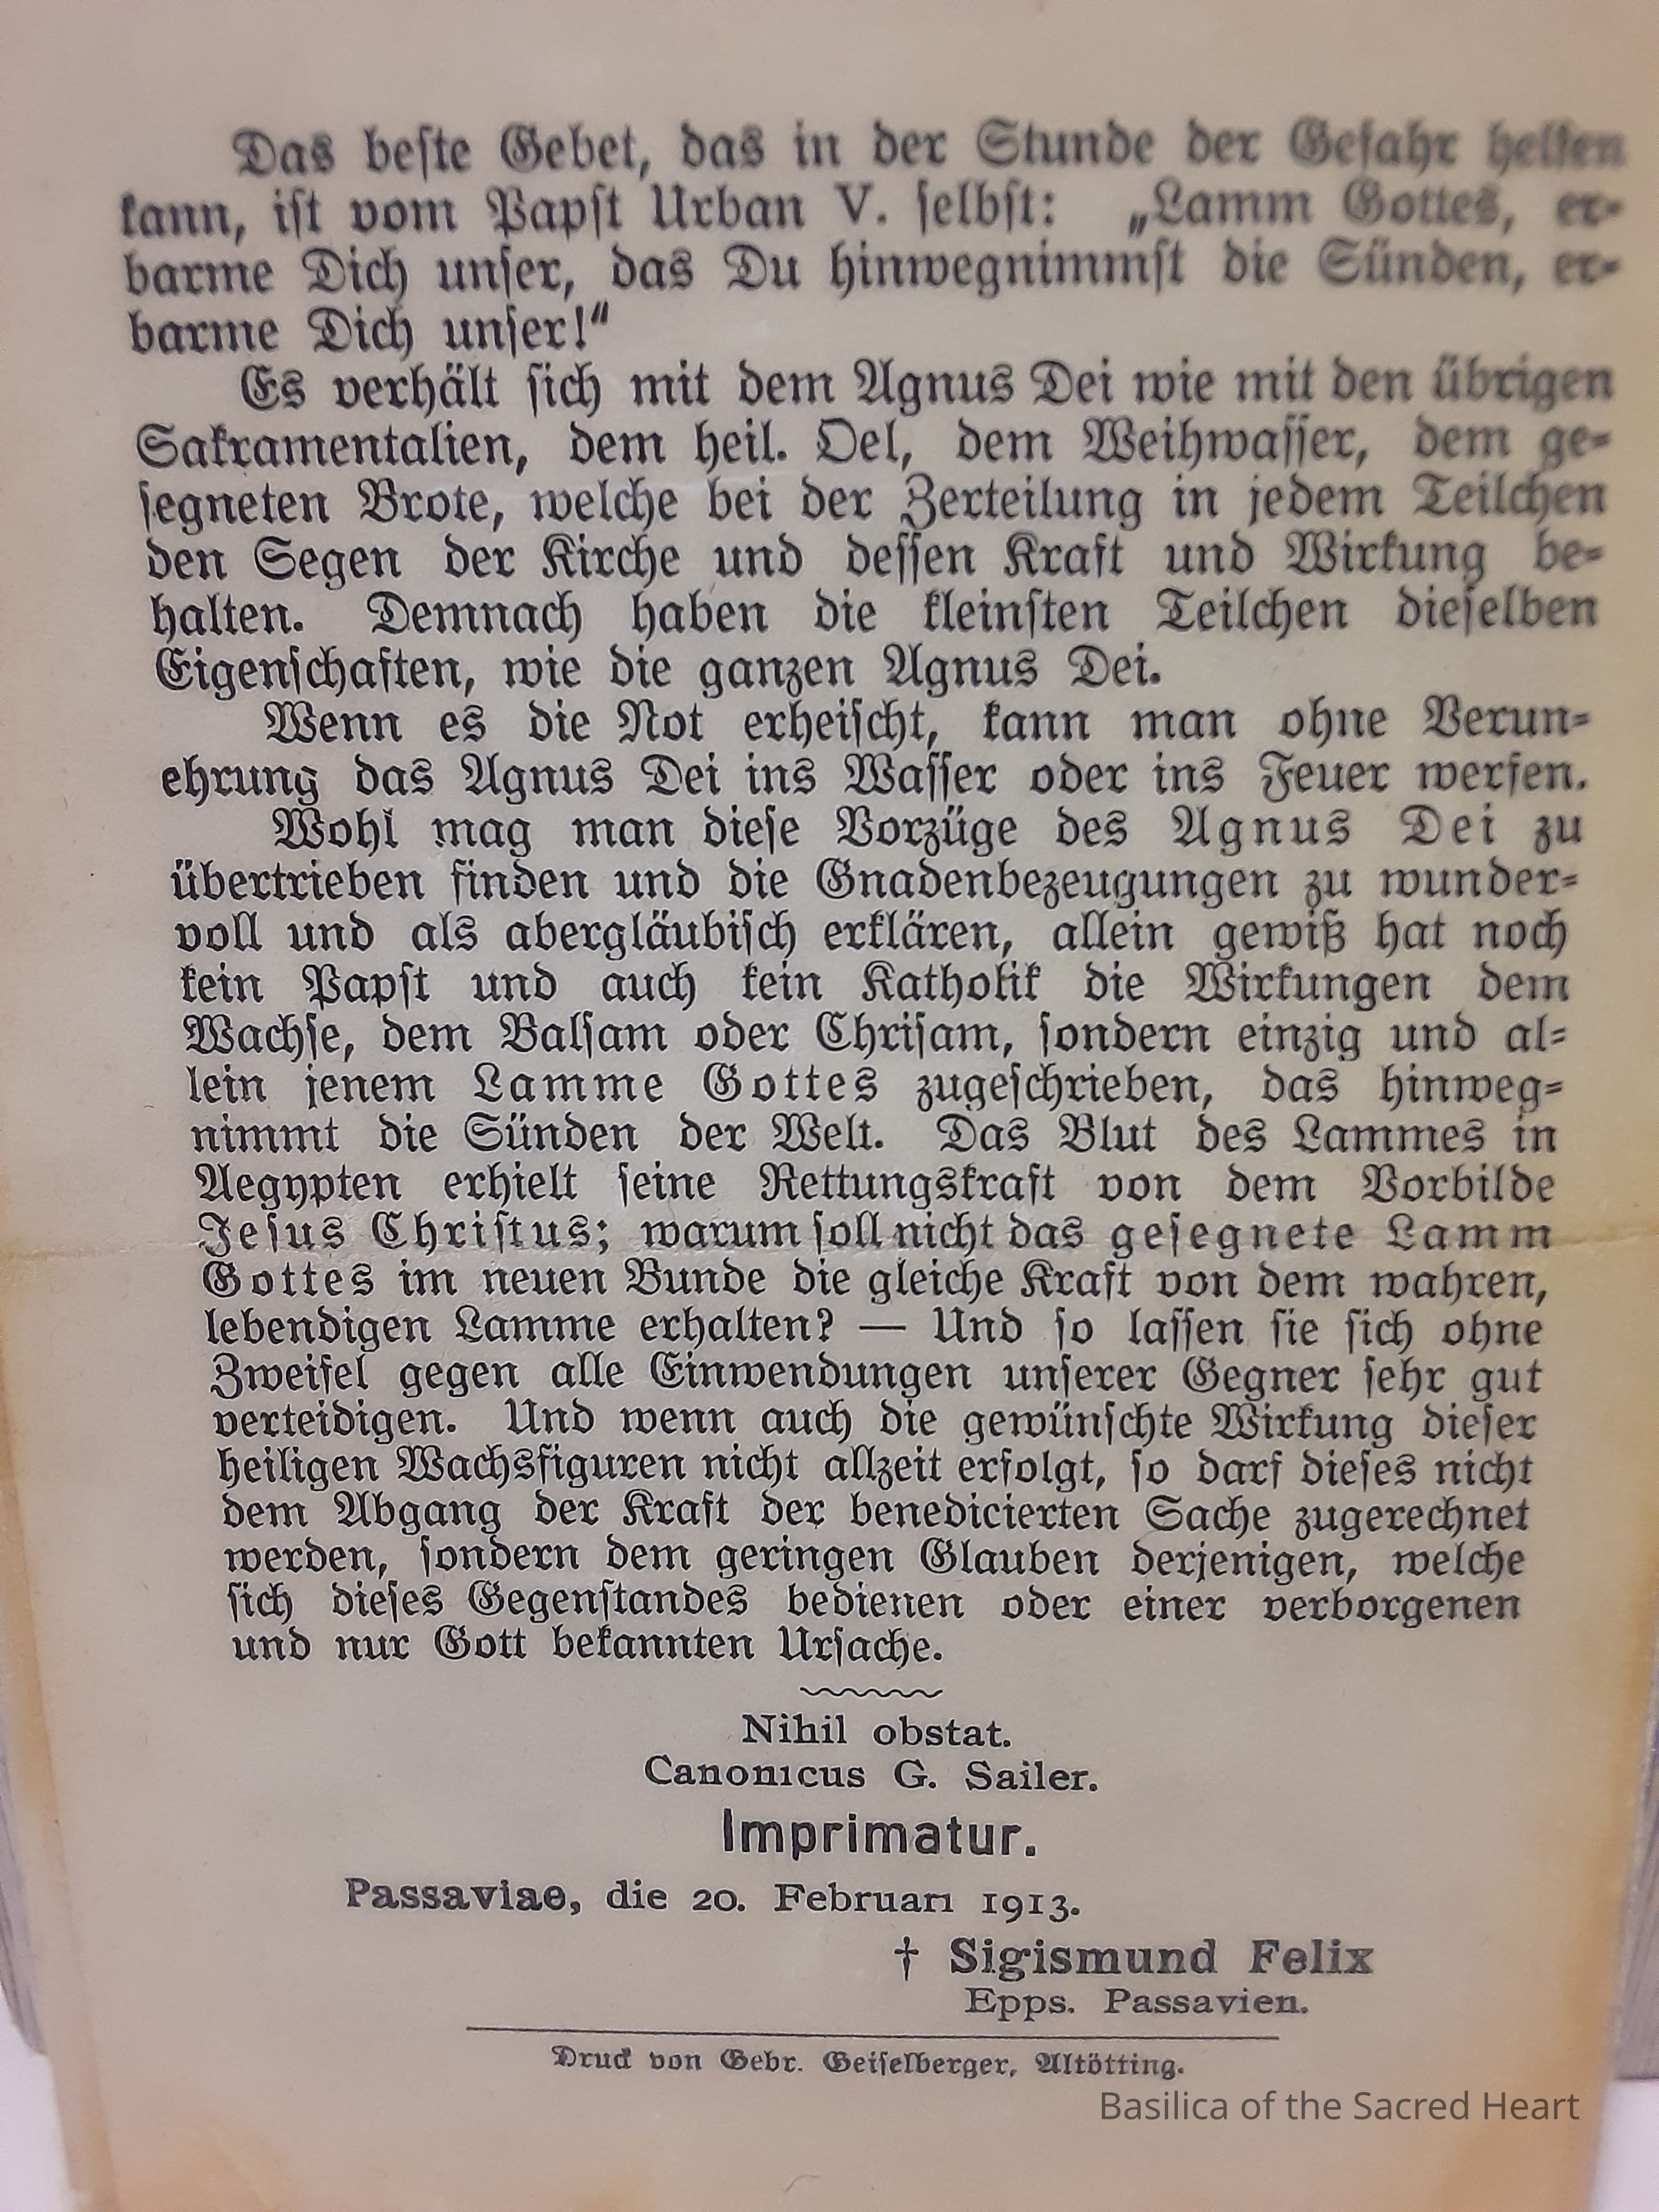 Das beſte Gebet, das in der Stunde der Gefahr helfen
kann, iſt vom Papſt Urban V. ſelbſt: „Lamm Gottes, er-
barme Dich unſer, das Du hinwegnimmſt die Sünden, er-
barme Dich unſer!“
Es verhält ſich mit dem Agnus Dei wie mit den übrigen
Sakramentalien, dem heil. Oel, dem Weihwaſſer, dem ge-
ſegneten Brote, welche bei der Zerteilung in jedem Teilchen
den Segen der Kirche und deſſen Kraft und Wirkung be-
halten. Demnach haben die kleinſten Teilchen dieſelben
Eigenſchaften, wie die ganzen Agnus Dei.
Wenn es die Not erheiſcht, kann man ohne Verun-
ehrung das Agnus Dei ins Waſſer oder ins Feuer werfen.
Wohl mag man dieſe Vorzüge des Agnus Dei zu
übertrieben finden und die Gnadenbezeugungen zu wunder-
voll und als abergläubiſch erklären, allein gewiß hat noch
kein Papſt und auch kein Katholik die Wirkungen dem
Wachſe, dem Balſam oder Chriſam, ſondern einzig und al-
lein jenem Lamme Gottes zugeſchrieben, das hinweg-
nimmt die Sünden der Welt. Das Blut des Lammes in
Aegypten erhielt ſeine Rettungskraft von dem Vorbilde
Jeſus Chriſtus; warum ſoll nicht das geſegnete Lamm
Gottes im neuen Bunde die gleiche Kraft von dem wahren,
lebendigen Lamme erhalten? — Und ſo laſſen ſie ſich ohne
Zweifel gegen alle Einwendungen unſerer Gegner ſehr gut
verteidigen. Und wenn auch die gewünſchte Wirkung dieſer
heiligen Wachsfiguren nicht allzeit erfolgt, ſo darf dieſes nicht
dem Abgang der Kraft der benedicierten Sache zugerechnet
werden, ſondern dem geringen Glauben derjenigen, welche
ſich dieſes Gegenſtandes bedienen oder einer verborgenen
und nur Gott bekannten Urſache.
Nihil obstat.
Canonicus G. Sailer.
Imprimatur.
Passaviae, die 20. Februari 1913.
† Sigismund Felix
Epps. Passavien.
Druck von Gebr. Geiſelberger, Altötting.
Basilica of the Sacred Heart